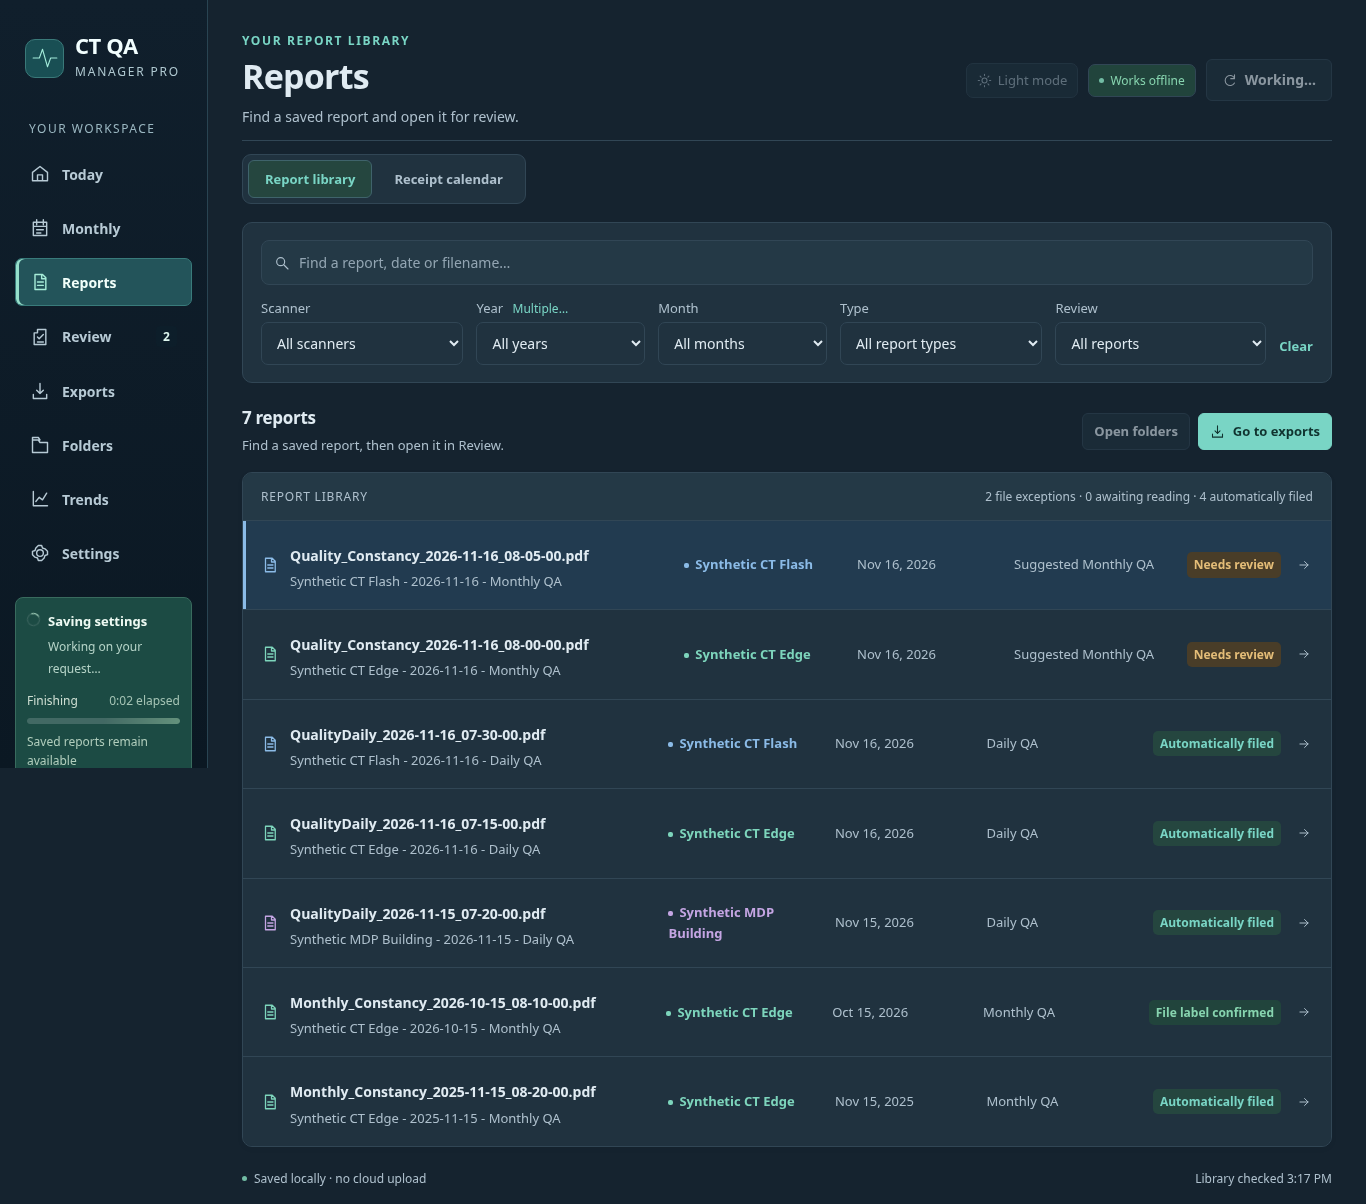 CT QA
MANAGER PRO
YOUR WORKSPACE
Today
Monthly
Reports
Review 2
Exports
Folders
Trends
Settings
Saving settings
Working on your
request...
Finishing 0:02 elapsed
Saved reports remain
available
YOUR REPORT LIBRARY
Reports
Find a saved report and open it for review.
Light mode
Works offline
Working...
Report library
Receipt calendar
Find a report, date or filename...
Scanner
Year Multiple...
Month
Type
Review
All scanners
All years
All months
All report types
All reports
Clear
7 reports
Find a saved report, then open it in Review.
Open folders
Go to exports
REPORT LIBRARY
2 file exceptions · 0 awaiting reading · 4 automatically filed
Quality_Constancy_2026-11-16_08-05-00.pdf
Synthetic CT Flash - 2026-11-16 - Monthly QA
Synthetic CT Flash
Nov 16, 2026
Suggested Monthly QA
Needs review
Quality_Constancy_2026-11-16_08-00-00.pdf
Synthetic CT Edge - 2026-11-16 - Monthly QA
Synthetic CT Edge
Nov 16, 2026
Suggested Monthly QA
Needs review
QualityDaily_2026-11-16_07-30-00.pdf
Synthetic CT Flash - 2026-11-16 - Daily QA
Synthetic CT Flash
Nov 16, 2026
Daily QA
Automatically filed
QualityDaily_2026-11-16_07-15-00.pdf
Synthetic CT Edge - 2026-11-16 - Daily QA
Synthetic CT Edge
Nov 16, 2026
Daily QA
Automatically filed
QualityDaily_2026-11-15_07-20-00.pdf
Synthetic MDP Building - 2026-11-15 - Daily QA
Synthetic MDP
Building
Nov 15, 2026
Daily QA
Automatically filed
Monthly_Constancy_2026-10-15_08-10-00.pdf
Synthetic CT Edge - 2026-10-15 - Monthly QA
Synthetic CT Edge
Oct 15, 2026
Monthly QA
File label confirmed
Monthly_Constancy_2025-11-15_08-20-00.pdf
Synthetic CT Edge - 2025-11-15 - Monthly QA
Synthetic CT Edge
Nov 15, 2025
Monthly QA
Automatically filed
Saved locally · no cloud upload
Library checked 3:17 PM